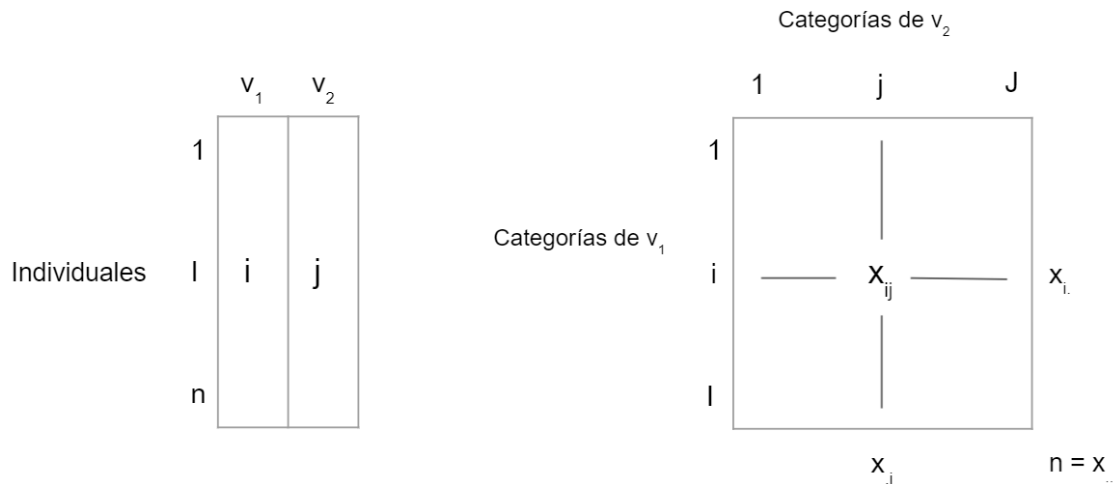 Categorías de v₂
v₁ v₂
1 j J
1
1
Categorías de v₁
Individuales l i j
i xᵢⱼ xᵢ.
n
I
x.ⱼ n = x..